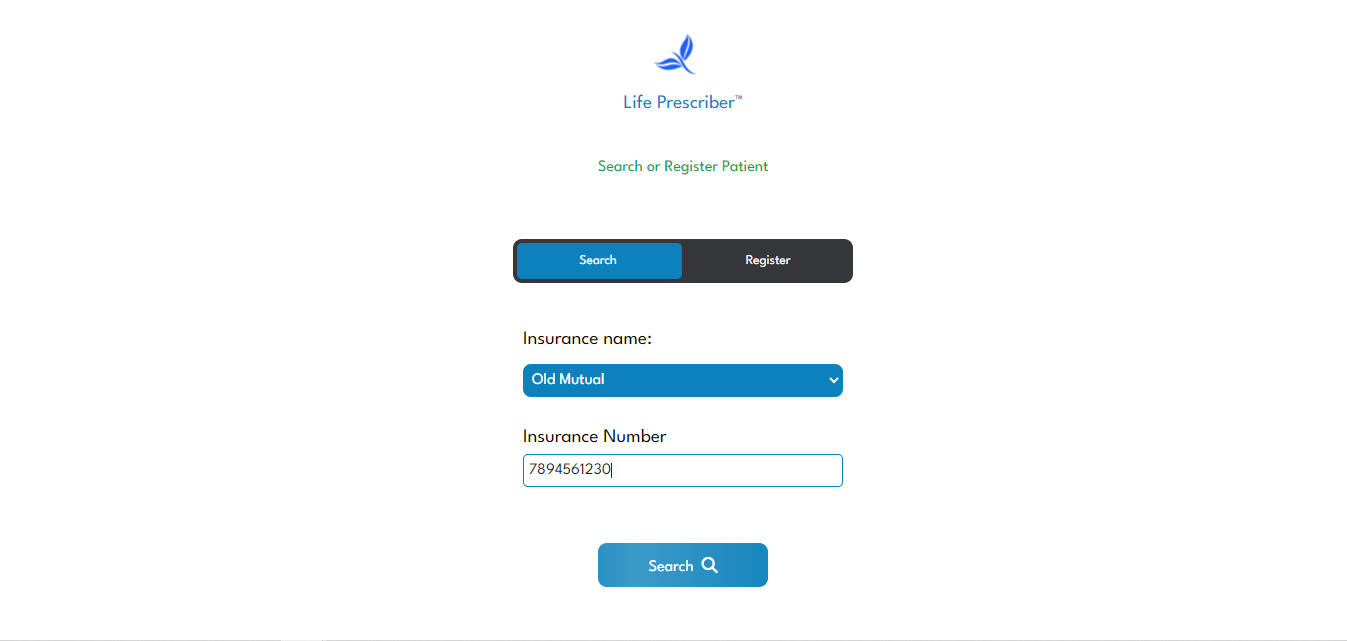 Life Prescriber™
Search or Register Patient
Search Register
Insurance name:
Old Mutual
Insurance Number
7894561230
Search